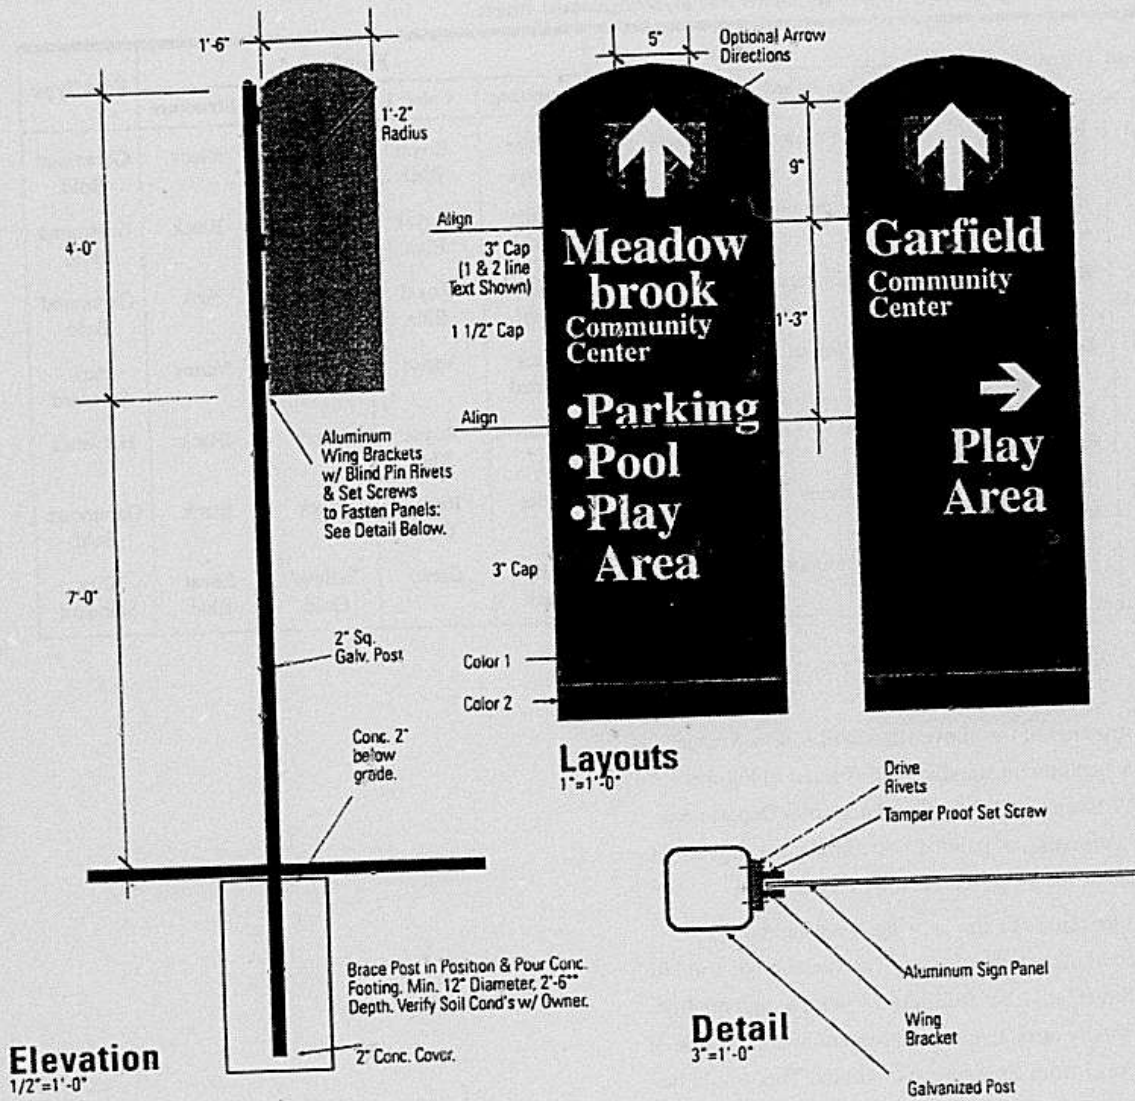 1'-6"
4'-0"
7'-0"
1'-2"
Radius
Aluminum
Wing Brackets
w/ Blind Pin Rivets
& Set Screws
to Fasten Panels:
See Detail Below.
2" Sq.
Galv. Post
Conc. 2"
below
grade.
Brace Post in Position & Pour Conc.
Footing. Min. 12" Diameter, 2'-6"
Depth. Verify Soil Cond's w/ Owner.
2" Conc. Cover.
Elevation
1/2"=1'-0"
5"
Optional Arrow
Directions
9"
1'-3"
Align
3" Cap
(1 & 2 line
Text Shown)
1 1/2" Cap
Align
3" Cap
Color 1
Color 2
Meadow
brook
Community
Center
•Parking
•Pool
•Play
Area
Garfield
Community
Center
Play
Area
Layouts
1"=1'-0"
Drive
Rivets
Tamper Proof Set Screw
Aluminum Sign Panel
Wing
Bracket
Galvanized Post
Detail
3"=1'-0"